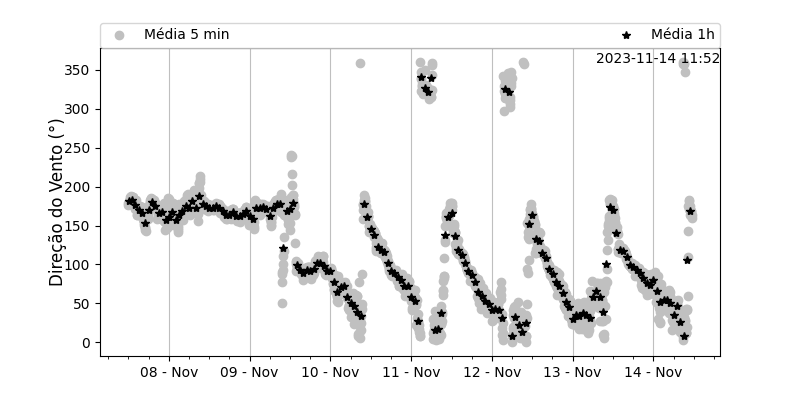 Média 5 min
Média 1h
2023-11-14 11:52
Direção do Vento (°)
350
300
250
200
150
100
50
0
08 - Nov
09 - Nov
10 - Nov
11 - Nov
12 - Nov
13 - Nov
14 - Nov